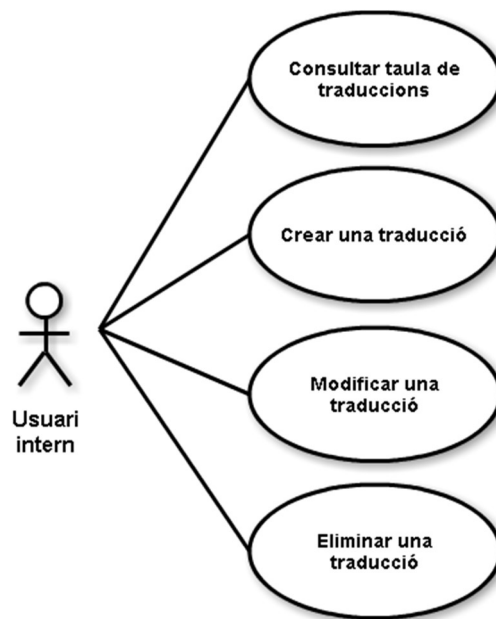 Consultar taula de
traduccions
Crear una traducció
Modificar una
traducció
Usuari
intern
Eliminar una
traducció